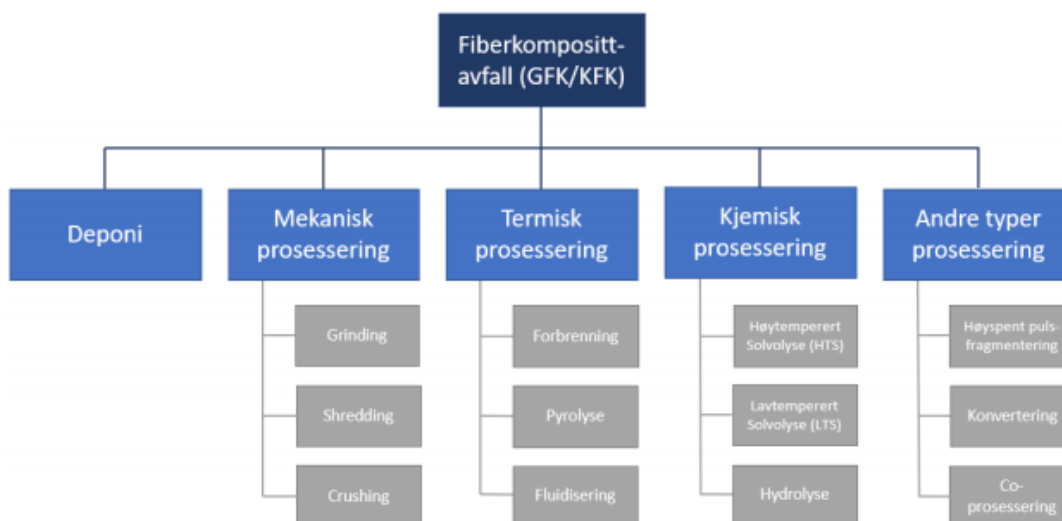 Fiberkompositt-
avfall (GFK/KFK)
Deponi
Mekanisk
prosessering
Termisk
prosessering
Kjemisk
prosessering
Andre typer
prosessering
Grinding
Shredding
Crushing
Forbrenning
Pyrolyse
Fluidisering
Høytemperert
Solvolyse (HTS)
Lavtemperert
Solvolyse (LTS)
Hydrolyse
Høyspent puls-
fragmentering
Konvertering
Co-
prosessering